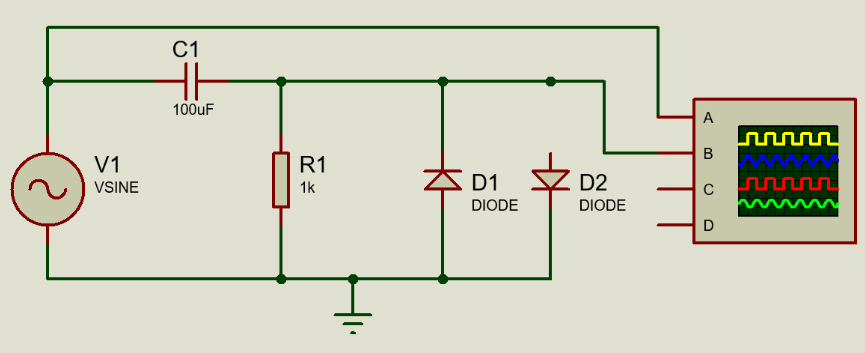 C1
100uF
V1
VSINE
R1
1k
D1
DIODE
D2
DIODE
A
B
C
D